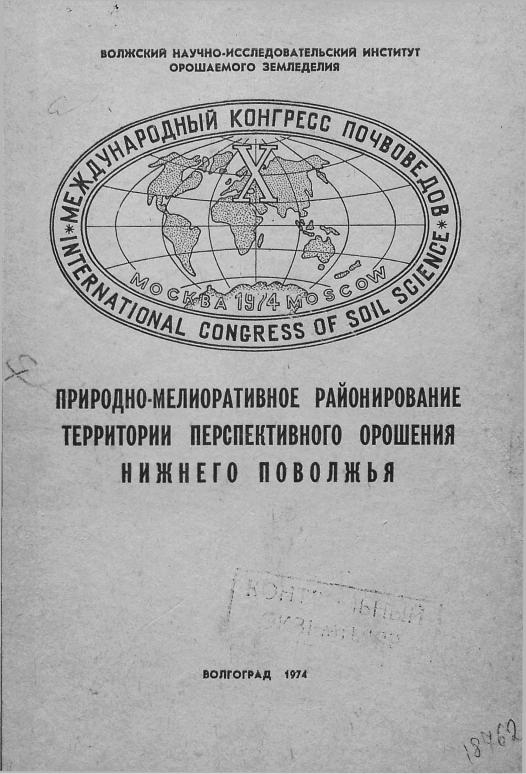 ВОЛЖСКИЙ НАУЧНО-ИССЛЕДОВАТЕЛЬСКИЙ ИНСТИТУТ
ОРОШАЕМОГО ЗЕМЛЕДЕЛИЯ
МЕЖДУНАРОДНЫЙ КОНГРЕСС ПОЧВОВЕДОВ
X
МОСКВА 1974 MOSCOW
* INTERNATIONAL CONGRESS OF SOIL SCIENCE *
ПРИРОДНО-МЕЛИОРАТИВНОЕ РАЙОНИРОВАНИЕ
ТЕРРИТОРИИ ПЕРСПЕКТИВНОГО ОРОШЕНИЯ
НИЖНЕГО ПОВОЛЖЬЯ
ВОЛГОГРАД 1974
18762